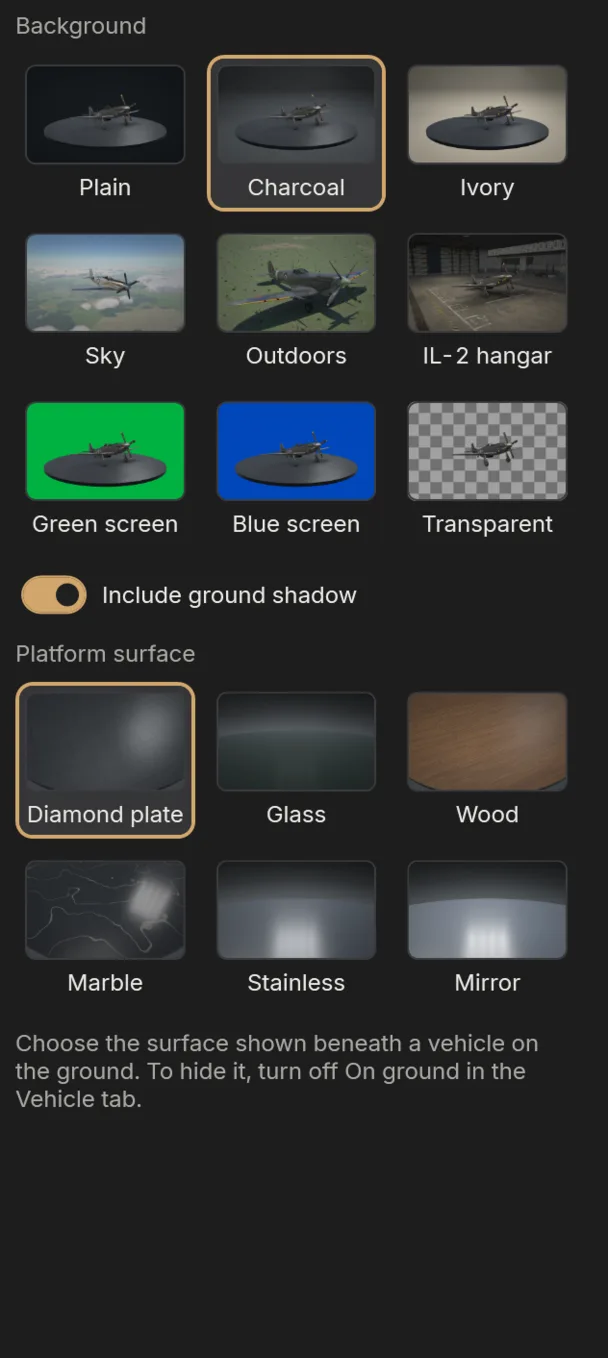 Background
Plain
Charcoal
Ivory
Sky
Outdoors
IL-2 hangar
Green screen
Blue screen
Transparent
Include ground shadow
Platform surface
Diamond plate
Glass
Wood
Marble
Stainless
Mirror
Choose the surface shown beneath a vehicle on
the ground. To hide it, turn off On ground in the
Vehicle tab.